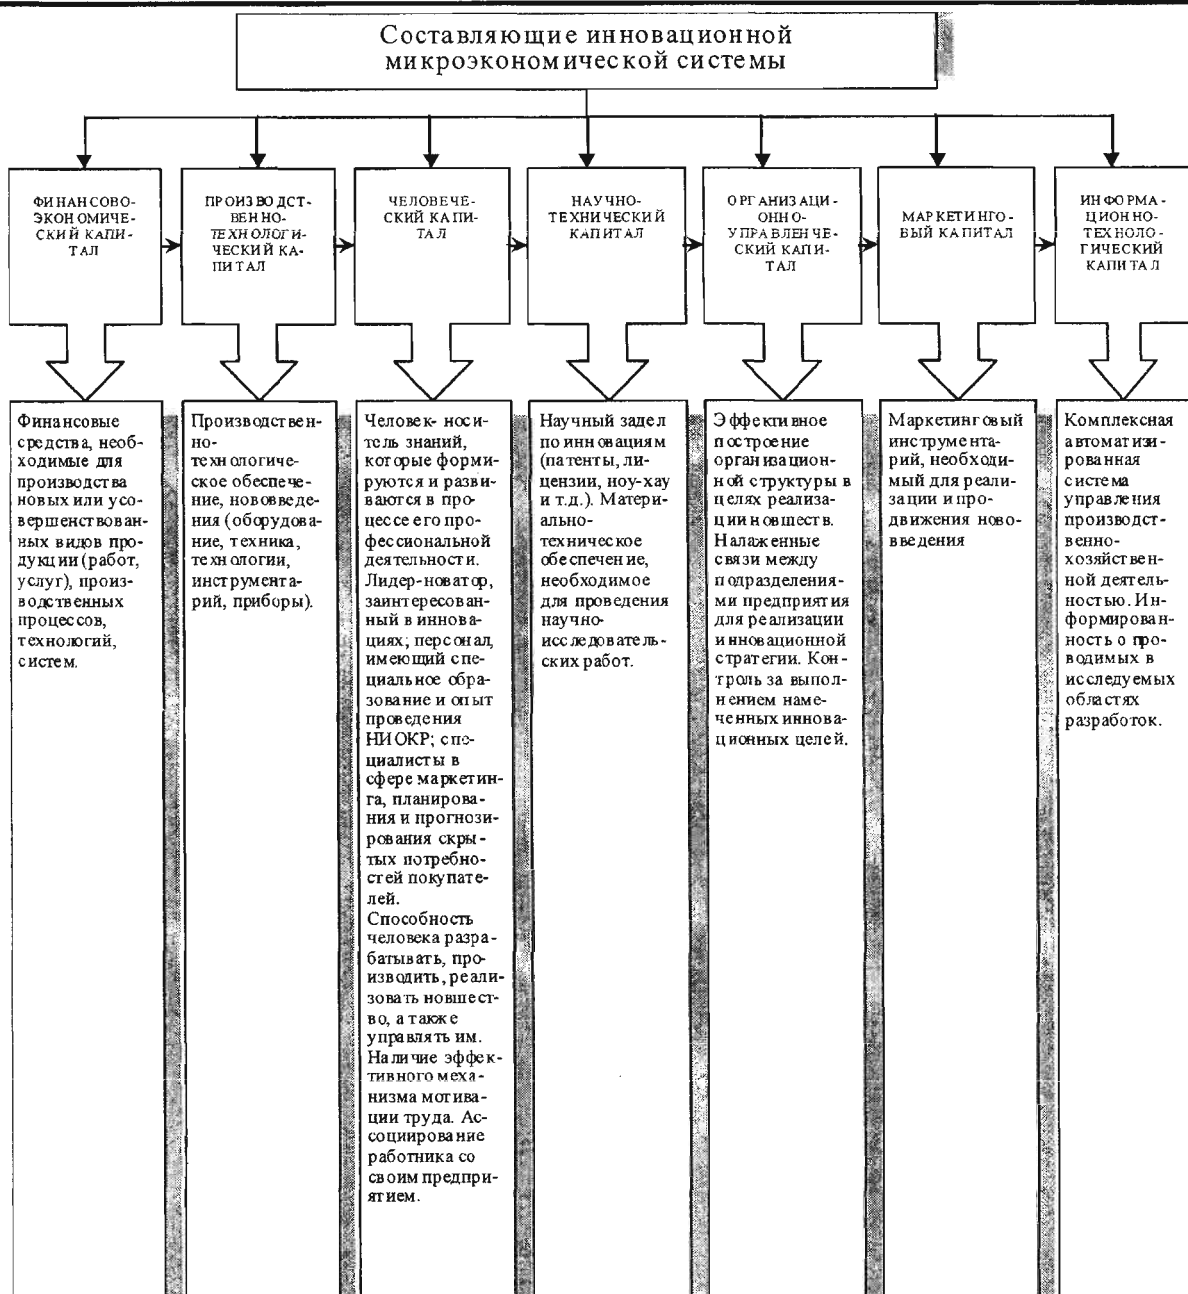 Составляющие инновационной
микроэкономической системы
ФИНАНСОВО-
ЭКОНОМИЧЕ-
СКИЙ КАПИ-
ТАЛ
ПРОИЗВОДСТ-
ВЕННО-
ТЕХНОЛОГИ-
ЧЕСКИЙ КА-
ПИТАЛ
ЧЕЛОВЕЧЕ-
СКИЙ КАПИ-
ТАЛ
НАУЧНО-
ТЕХНИЧЕСКИЙ
КАПИТАЛ
ОРГАНИЗАЦИ-
ОННО-
УПРАВЛЕНЧЕ-
СКИЙ КАПИ-
ТАЛ
МАРКЕТИНГО-
ВЫЙ КАПИТАЛ
ИНФОРМА-
ЦИОННО-
ТЕХНОЛО-
ГИЧЕСКИЙ
КАПИТАЛ
Финансовые
средства, необ-
ходимые для
производства
новых или усо-
вершенствован-
ных видов про-
дукции (работ,
услуг), произ-
водственных
процессов,
технологий,
систем.
Производствен-
но-
технологиче-
ское обеспече-
ние, нововведе-
ния (оборудова-
ние, техника,
технологии,
инструмента-
рий, приборы).
Человек- носи-
тель знаний,
которые форми-
руются и разви-
ваются в про-
цессе его про-
фессиональной
деятельности.
Лидер-новатор,
заинтересован-
ный в иннова-
циях; персонал,
имеющий спе-
циальное обра-
зование и опыт
проведения
НИОКР; спе-
циалисты в
сфере маркетин-
га, планирова-
ния и прогнози-
рования скры-
тых потребно-
стей покупате-
лей.
Способность
человека разра-
батывать, про-
изводить, реали-
зовать новшест-
во, а также
управлять им.
Наличие эффек-
тивного меха-
низма мотива-
ции труда. Ас-
социирование
работника со
своим предпри-
ятием.
Научный задел
по инновациям
(патенты, ли-
цензии, ноу-хау
и т.д.). Матери-
ально-
техническое
обеспечение,
необходимое
для проведения
научно-
исследователь-
ских работ.
Эффективное
построение
организацион-
ной структуры в
целях реализа-
ции новшеств.
Налаженные
связи между
подразделения-
ми предприятия
для реализации
инновационной
стратегии. Кон-
троль за выпол-
нением наме-
ченных иннова-
ционных целей.
Маркетинговый
инструмента-
рий, необходи-
мый для реали-
зации и про-
движения ново-
введения
Комплексная
автоматизи-
рованная
система
управления
производст-
венно-
хозяйствен-
ной деятель-
ностью. Ин-
формирован-
ность о про-
водимых в
исследуемых
областях
разработок.